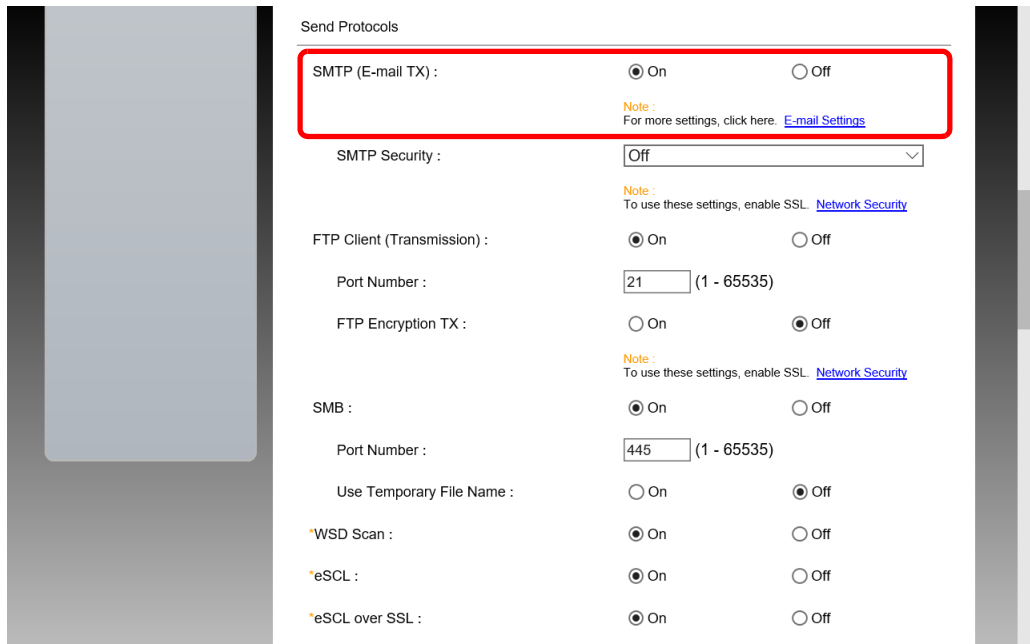 Send Protocols
SMTP (E-mail TX) : On Off
Note :
For more settings, click here. E-mail Settings
SMTP Security : Off
Note :
To use these settings, enable SSL. Network Security
FTP Client (Transmission) : On Off
Port Number : 21 (1 - 65535)
FTP Encryption TX : On Off
Note :
To use these settings, enable SSL. Network Security
SMB : On Off
Port Number : 445 (1 - 65535)
Use Temporary File Name : On Off
*WSD Scan : On Off
*eSCL : On Off
*eSCL over SSL : On Off